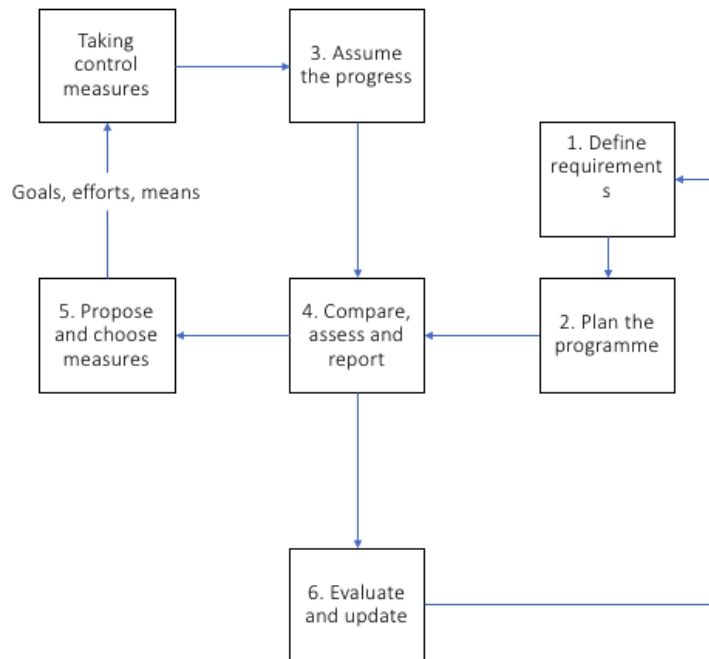 Taking
control
measures
3. Assume
the progress
1. Define
requirement
s
Goals, efforts, means
5. Propose
and choose
measures
4. Compare,
assess and
report
2. Plan the
programme
6. Evaluate
and update